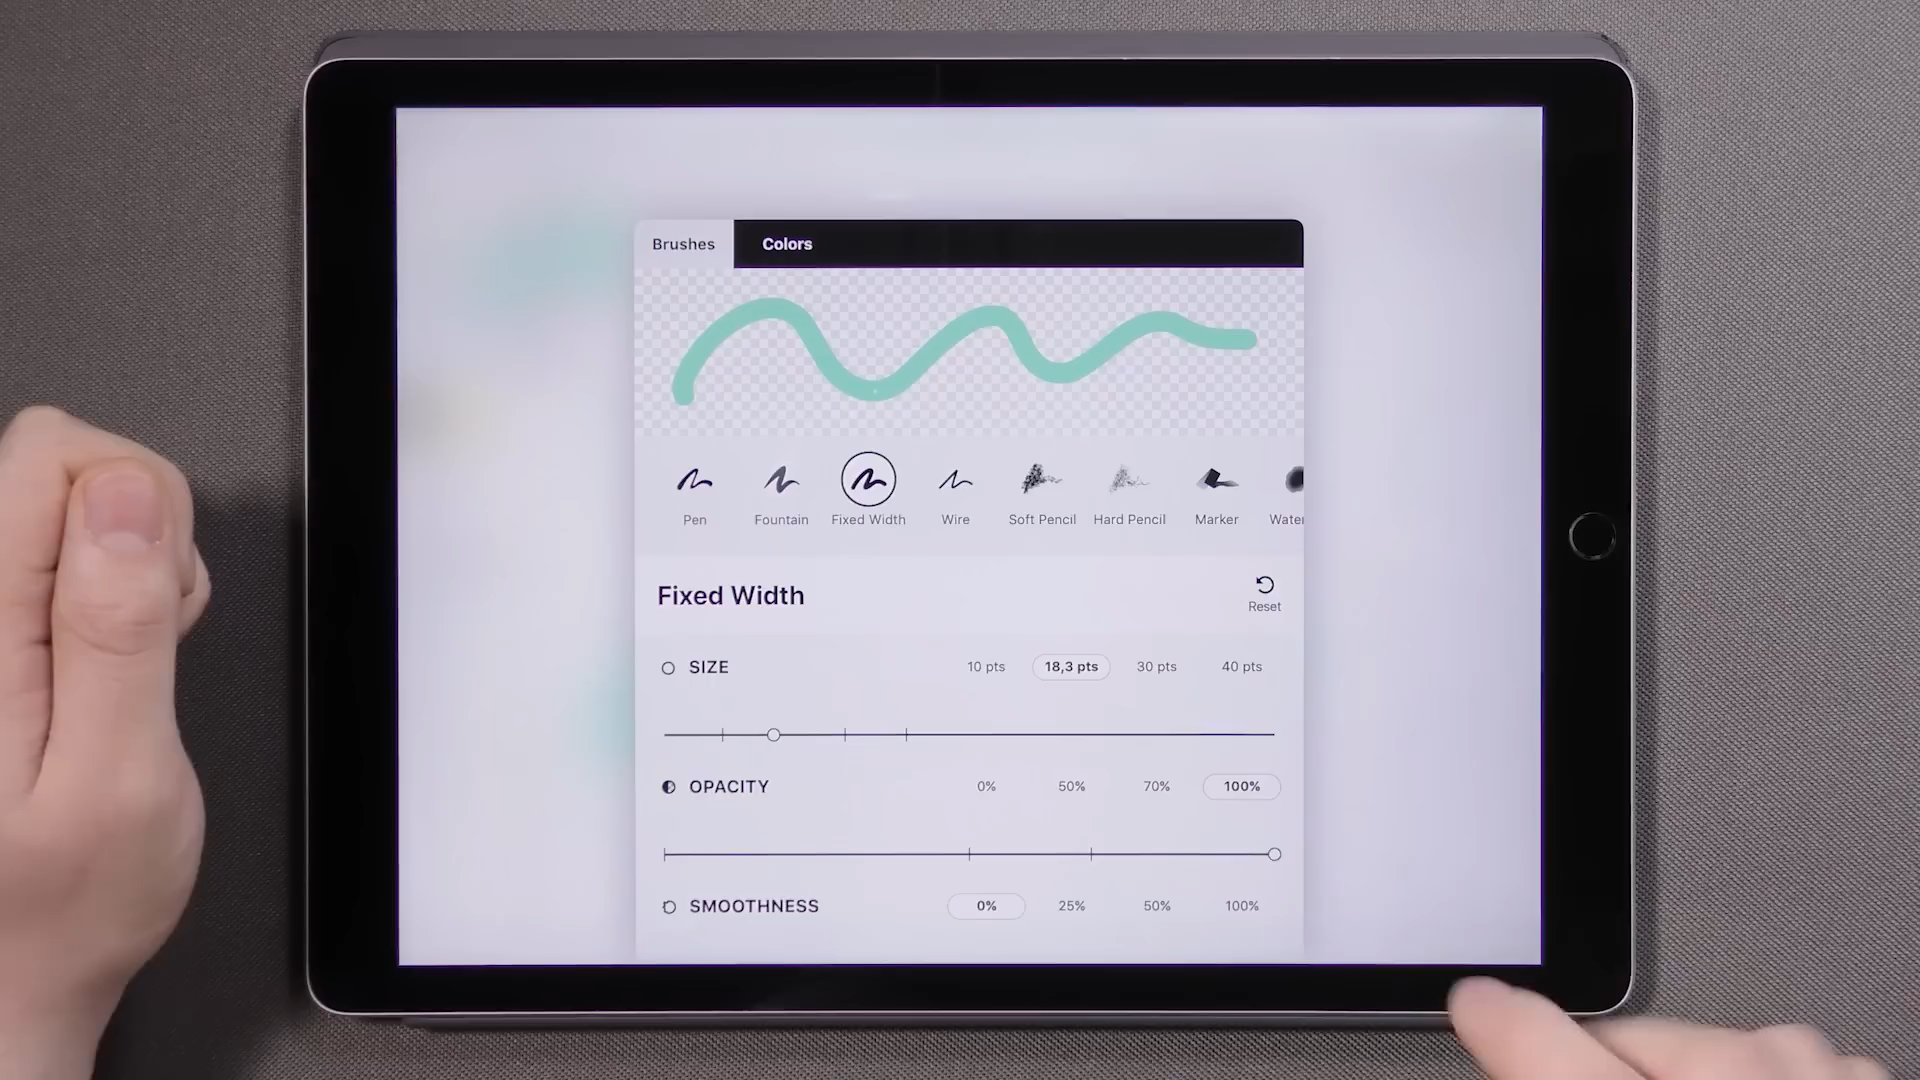 Brushes Colors
Pen Fountain Fixed Width Wire Soft Pencil Hard Pencil Marker Water
Fixed Width
Reset
SIZE 10 pts 18,3 pts 30 pts 40 pts
OPACITY 0% 50% 70% 100%
SMOOTHNESS 0% 25% 50% 100%